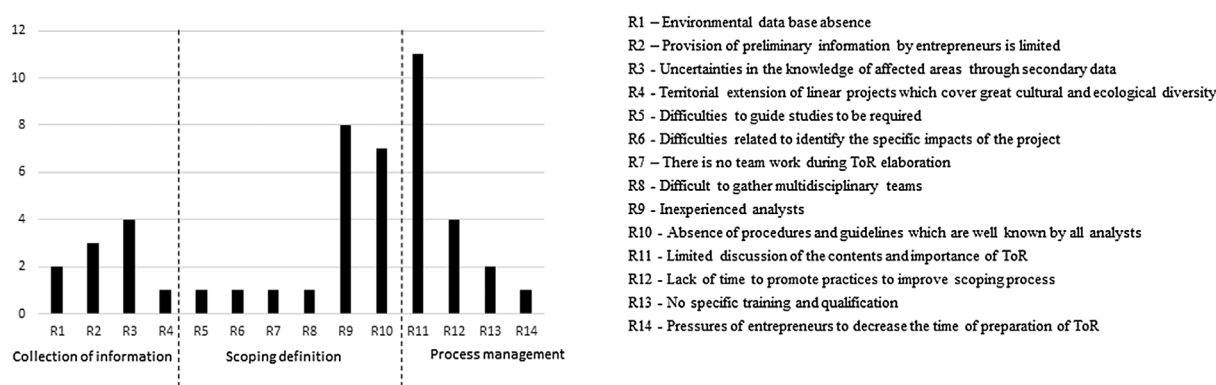 12
10
8
6
4
2
0
R1 R2 R3 R4 R5 R6 R7 R8 R9 R10 R11 R12 R13 R14
Collection of information Scoping definition Process management
R1 – Environmental data base absence
R2 – Provision of preliminary information by entrepreneurs is limited
R3 - Uncertainties in the knowledge of affected areas through secondary data
R4 - Territorial extension of linear projects which cover great cultural and ecological diversity
R5 - Difficulties to guide studies to be required
R6 - Difficulties related to identify the specific impacts of the project
R7 – There is no team work during ToR elaboration
R8 - Difficult to gather multidisciplinary teams
R9 - Inexperienced analysts
R10 - Absence of procedures and guidelines which are well known by all analysts
R11 - Limited discussion of the contents and importance of ToR
R12 - Lack of time to promote practices to improve scoping process
R13 - No specific training and qualification
R14 - Pressures of entrepreneurs to decrease the time of preparation of ToR